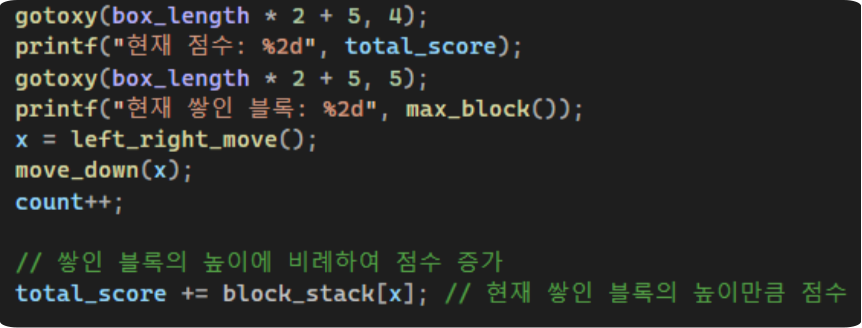 gotoxy(box_length * 2 + 5, 4);
printf("현재 점수: %2d", total_score);
gotoxy(box_length * 2 + 5, 5);
printf("현재 쌓인 블록: %2d", max_block());
x = left_right_move();
move_down(x);
count++;
// 쌓인 블록의 높이에 비례하여 점수 증가
total_score += block_stack[x]; // 현재 쌓인 블록의 높이만큼 점수